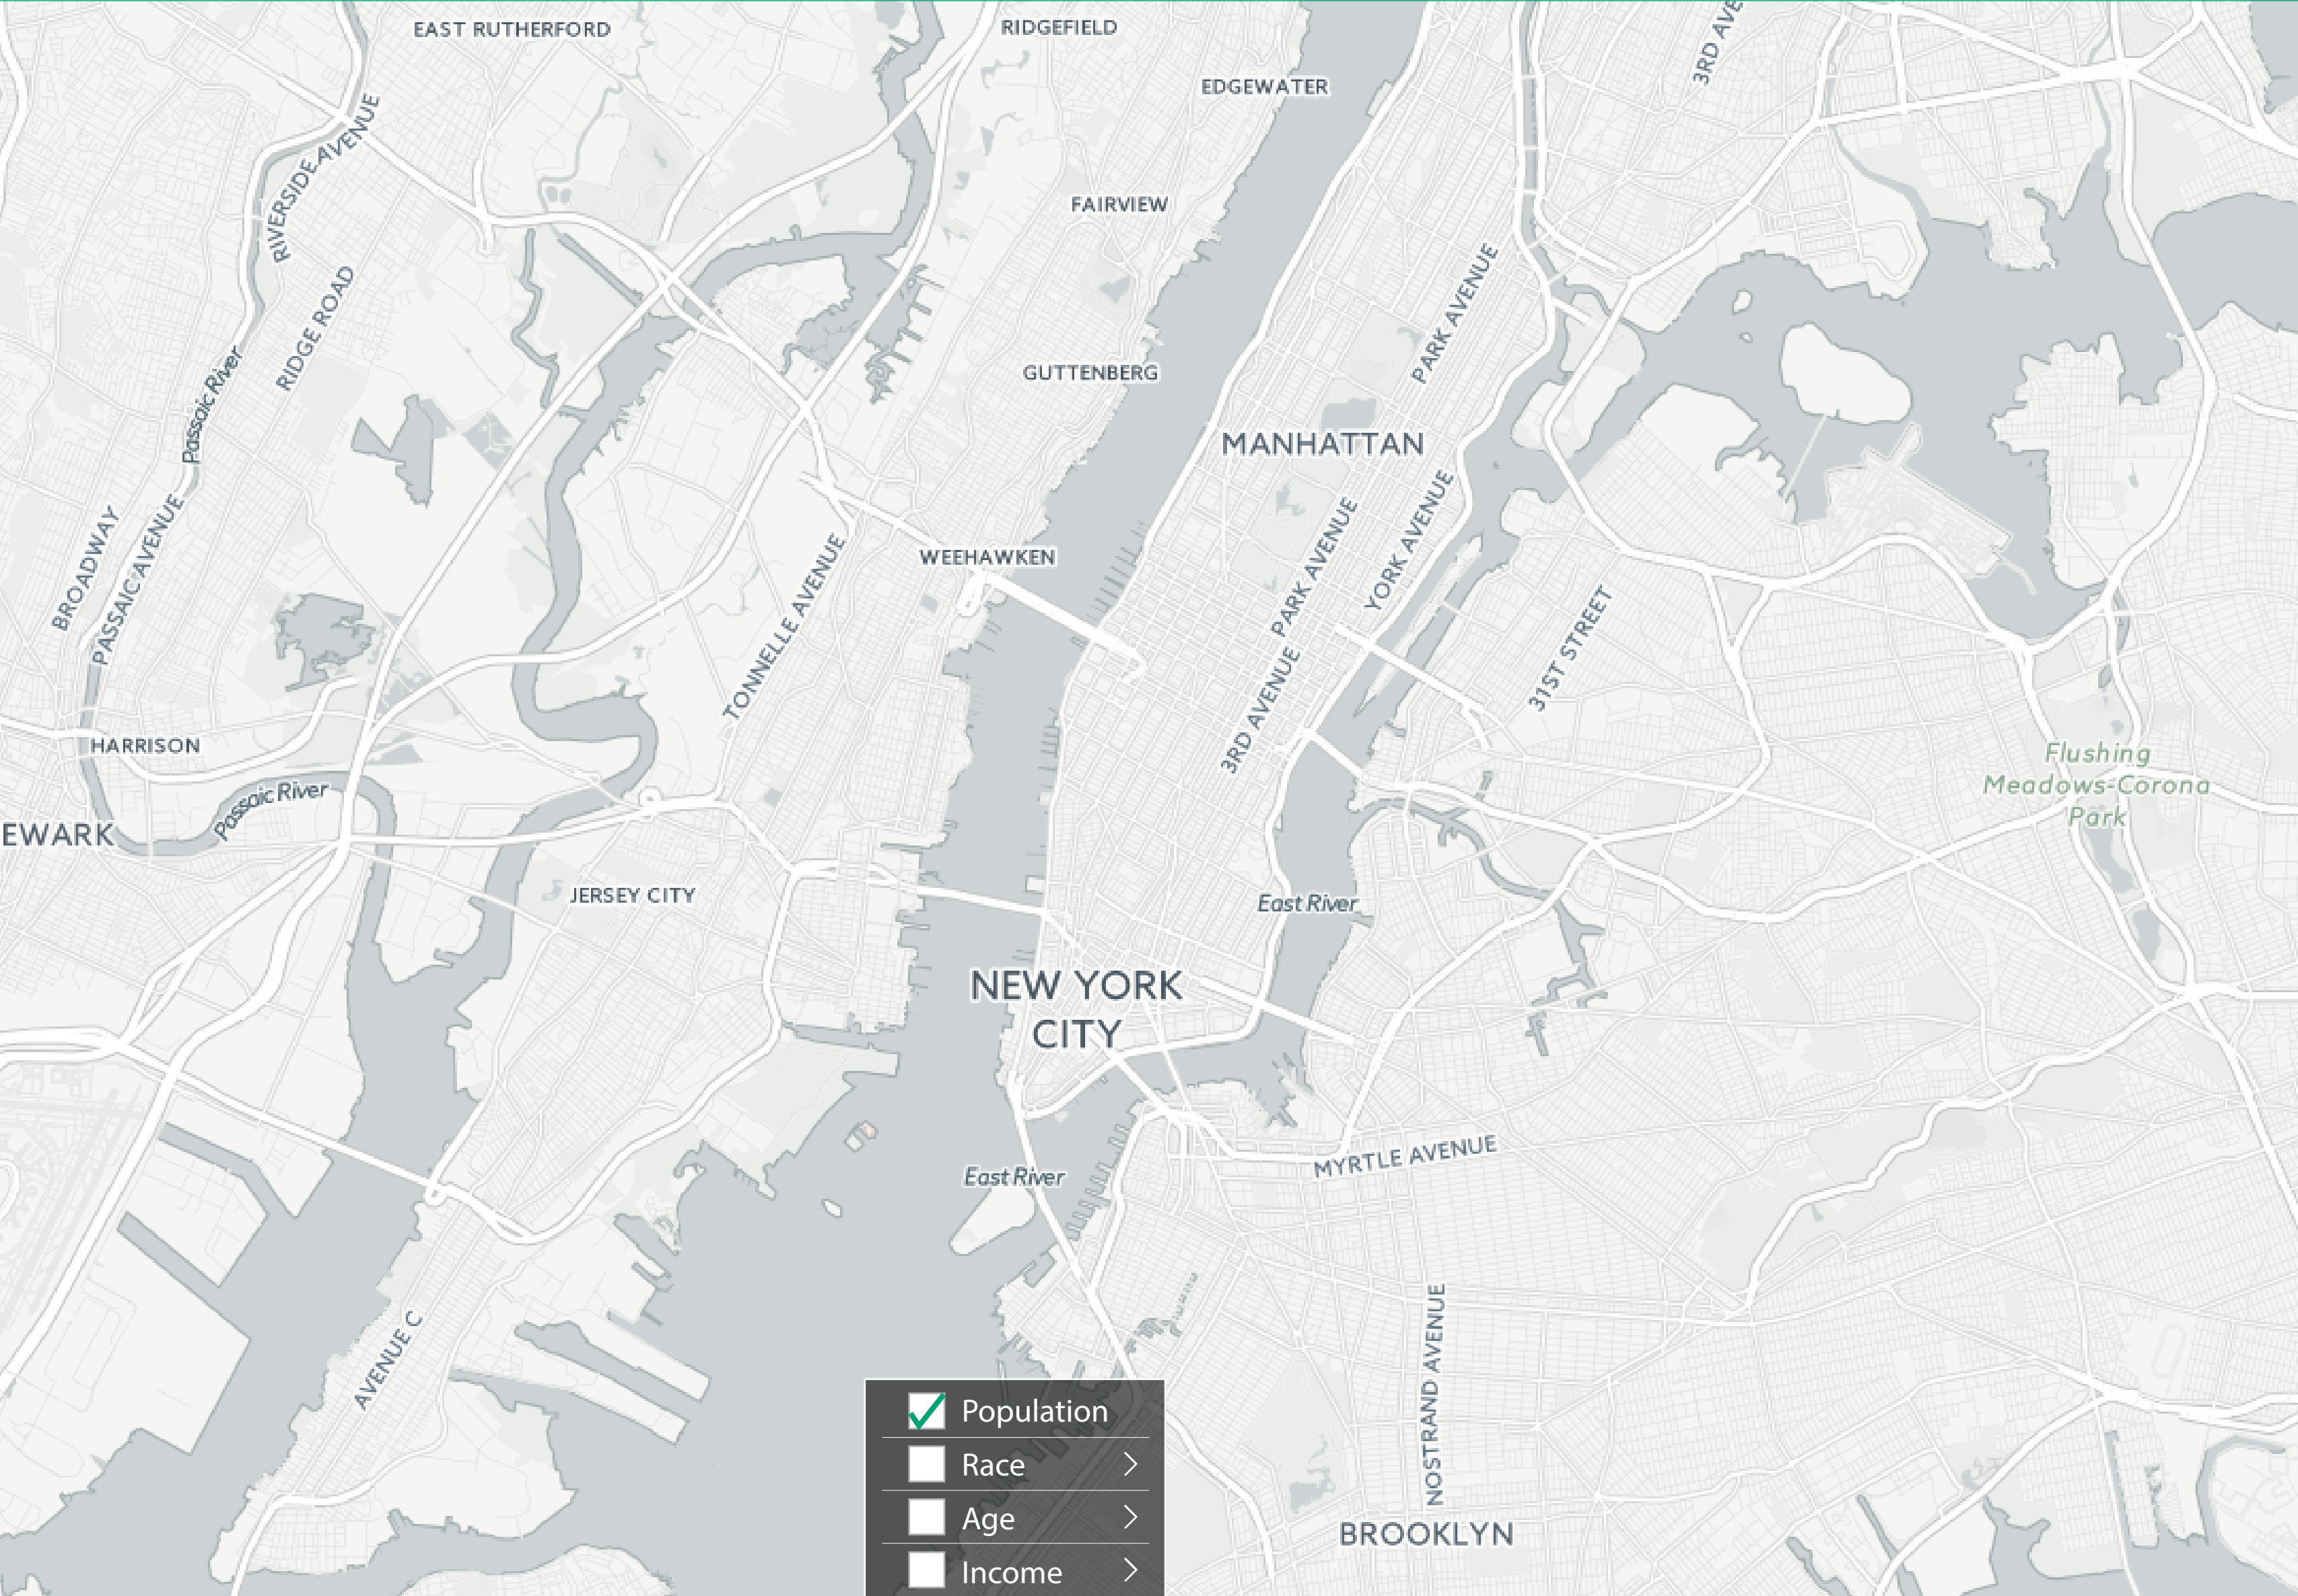 EAST RUTHERFORD
RIDGEFIELD
3RD AVE
EDGEWATER
RIVERSIDE AVENUE
FAIRVIEW
PARK AVENUE
RIDGE ROAD
Passaic River
GUTTENBERG
MANHATTAN
BROADWAY
PASSAIC AVENUE
PARK AVENUE
YORK AVENUE
TONNELLE AVENUE
WEEHAWKEN
31ST STREET
3RD AVENUE
HARRISON
Flushing
Meadows-Corona
Park
Passaic River
EWARK
JERSEY CITY
East River
NEW YORK
CITY
MYRTLE AVENUE
East River
AVENUE C
NOSTRAND AVENUE
Population
Race
Age
BROOKLYN
Income